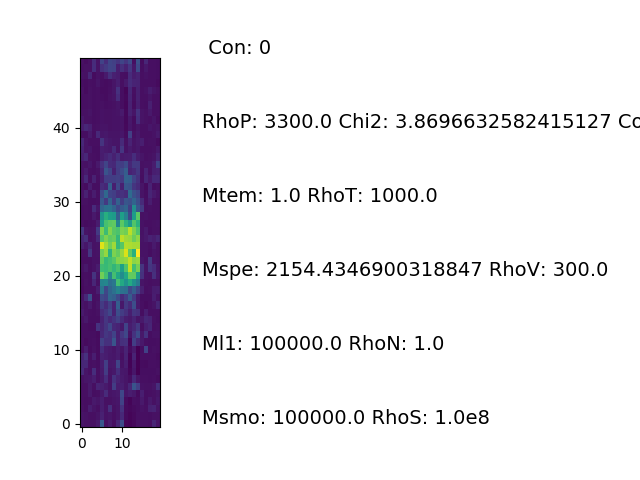 Con: 0
RhoP: 3300.0 Chi2: 3.8696632582415127 Co
Mtem: 1.0 RhoT: 1000.0
Mspe: 2154.4346900318847 RhoV: 300.0
Ml1: 100000.0 RhoN: 1.0
Msmo: 100000.0 RhoS: 1.0e8
40
30
20
10
0
0 10